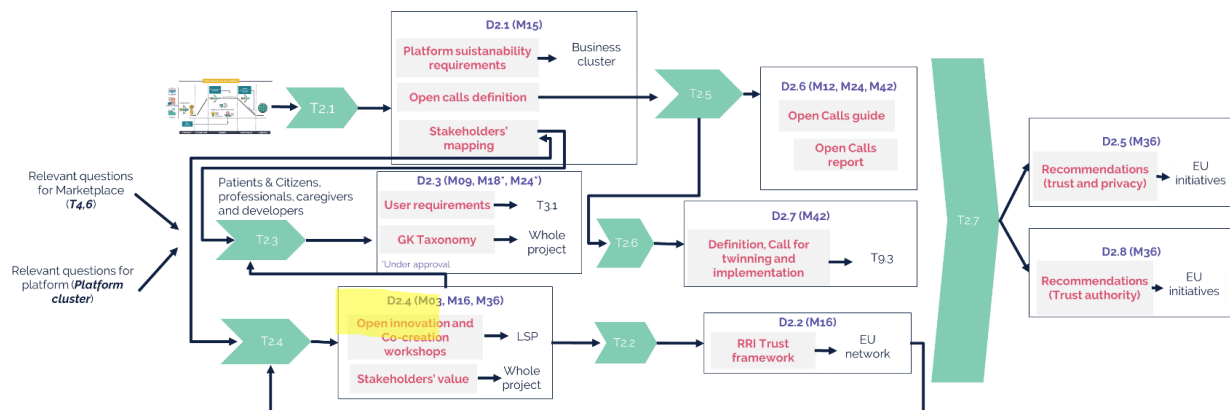 D2.1 (M15)
Platform suistanability
requirements
Business
cluster
Open calls definition
Stakeholders'
mapping
T2.1
T2.5
D2.6 (M12, M24, M42)
Open Calls guide
Open Calls
report
Relevant questions
for Marketplace
(T4,6)
Relevant questions for
platform (Platform
cluster)
Patients & Citizens,
professionals, caregivers
and developers
T2.3
D2.3 (M09, M18*, M24*)
User requirements
T3.1
GK Taxonomy
Whole
project
*Under approval
T2.6
D2.7 (M42)
Definition, Call for
twinning and
implementation
T9.3
T2.4
D2.4 (M03, M16, M36)
Open innovation and
Co-creation
workshops
LSP
Stakeholders' value
Whole
project
T2.2
D2.2 (M16)
RRI Trust
framework
EU
network
T2.7
D2.5 (M36)
Recommendations
(trust and privacy)
EU
initiatives
D2.8 (M36)
Recommendations
(Trust authority)
EU
initiatives